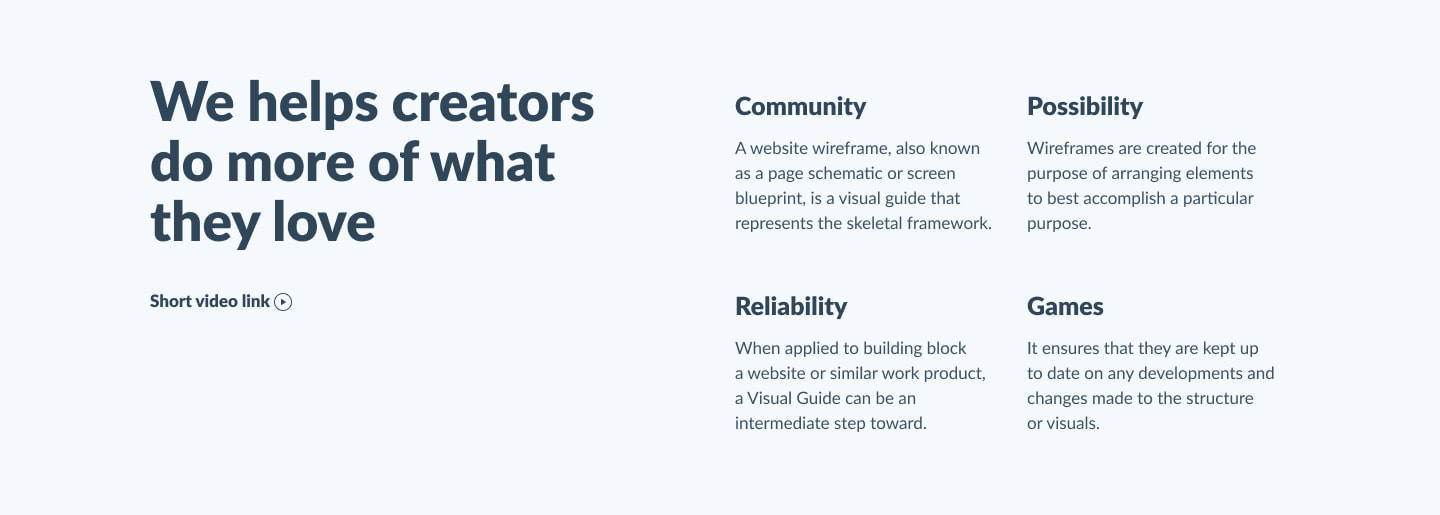 We helps creators
do more of what
they love
Short video link
Community
A website wireframe, also known
as a page schematic or screen
blueprint, is a visual guide that
represents the skeletal framework.
Possibility
Wireframes are created for the
purpose of arranging elements
to best accomplish a particular
purpose.
Reliability
When applied to building block
a website or similar work product,
a Visual Guide can be an
intermediate step toward.
Games
It ensures that they are kept up
to date on any developments and
changes made to the structure
or visuals.